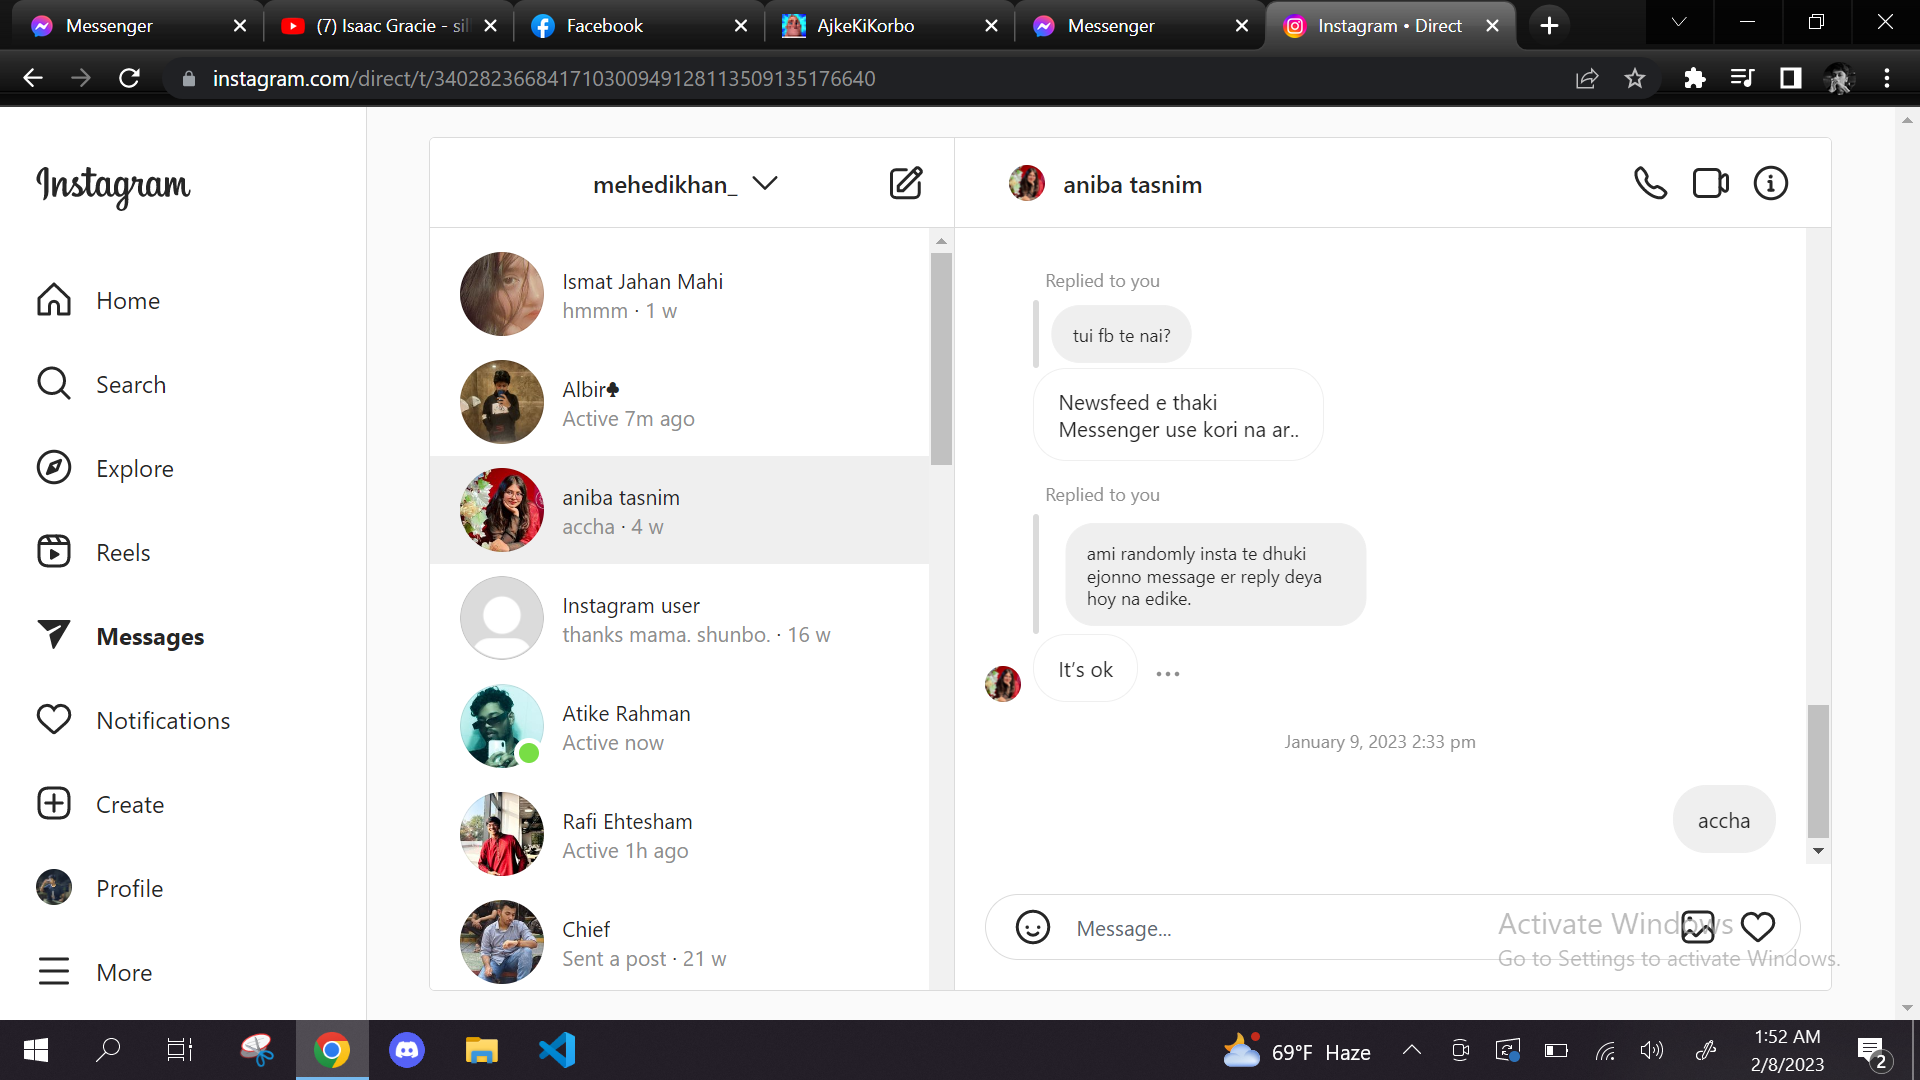 Messenger
(7) Isaac Gracie - sil
Facebook
AjkeKiKorbo
Messenger
Instagram • Direct
instagram.com/direct/t/340282366841710300949128113509135176640
Instagram
Home
Search
Explore
Reels
Messages
Notifications
Create
Profile
More
mehedikhan_
Ismat Jahan Mahi
hmmm · 1 w
Albir♣
Active 7m ago
aniba tasnim
accha · 4 w
Instagram user
thanks mama. shunbo. · 16 w
Atike Rahman
Active now
Rafi Ehtesham
Active 1h ago
Chief
Sent a post · 21 w
aniba tasnim
Replied to you
tui fb te nai?
Newsfeed e thaki
Messenger use kori na ar..
Replied to you
ami randomly insta te dhuki
ejonno message er reply deya
hoy na edike.
It's ok
January 9, 2023 2:33 pm
accha
Message...
Activate Windows
Go to Settings to activate Windows.
69°F Haze
1:52 AM
2/8/2023
2